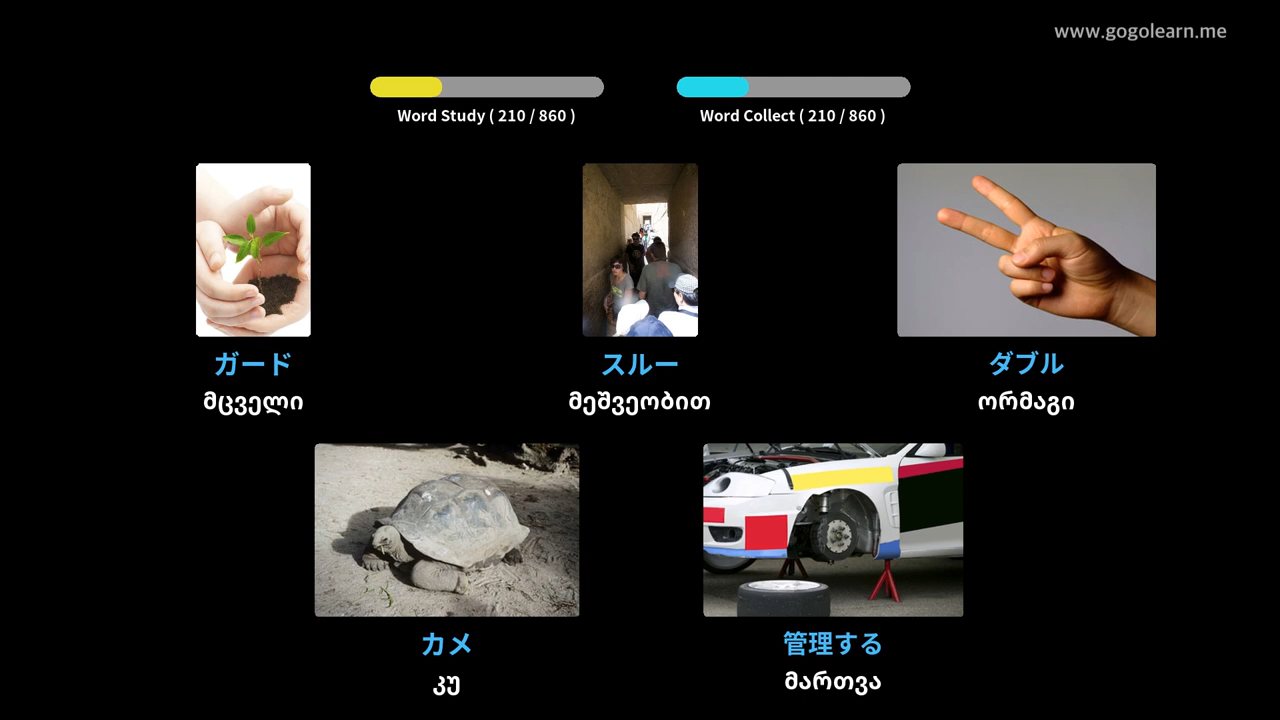 www.gogolearn.me
Word Study ( 210 / 860 )
Word Collect ( 210 / 860 )
ガード
მცველი
スルー
მეშვეობით
ダブル
ორმაგი
カメ
კუ
管理する
მართვა